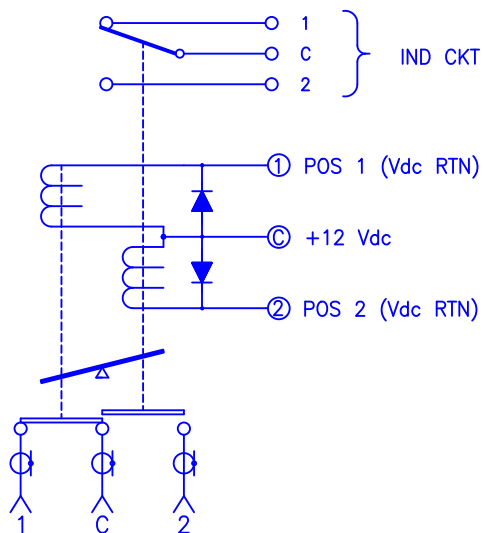 1
C IND CKT
2
1 POS 1 (Vdc RTN)
C +12 Vdc
2 POS 2 (Vdc RTN)
1 C 2